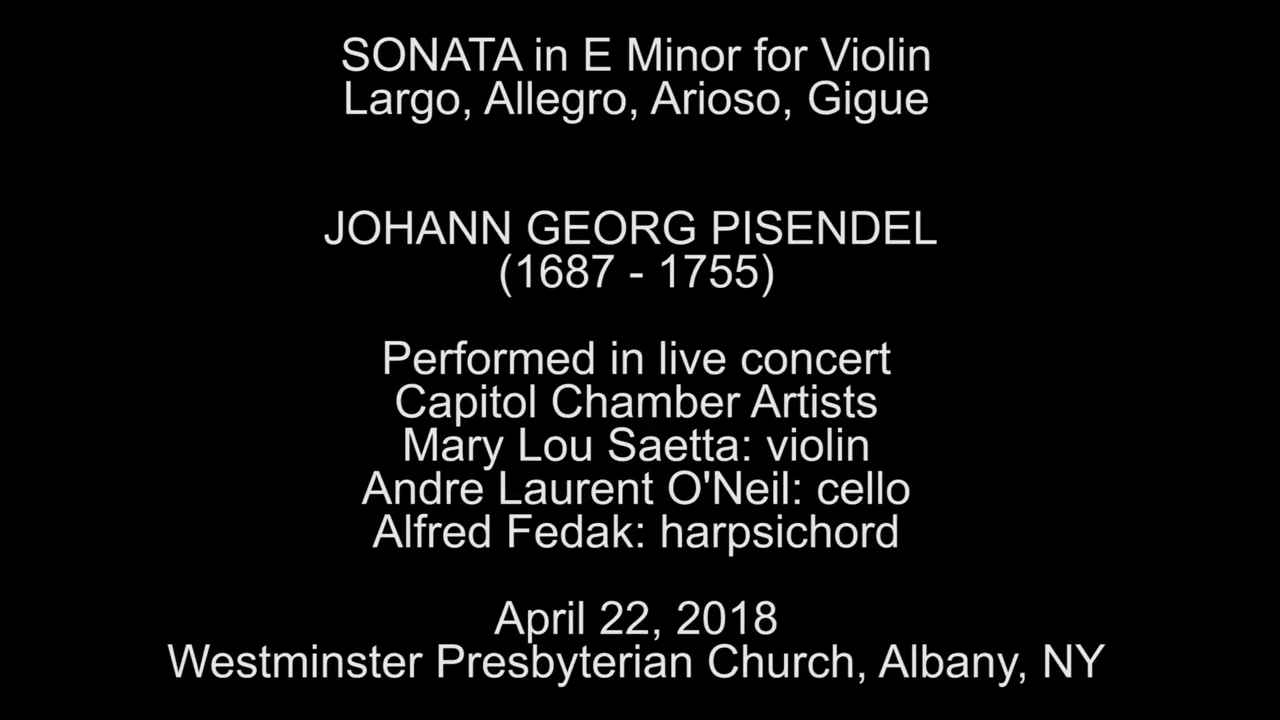 SONATA in E Minor for Violin
Largo, Allegro, Arioso, Gigue
JOHANN GEORG PISENDEL
(1687 - 1755)
Performed in live concert
Capitol Chamber Artists
Mary Lou Saetta: violin
Andre Laurent O'Neil: cello
Alfred Fedak: harpsichord
April 22, 2018
Westminster Presbyterian Church, Albany, NY